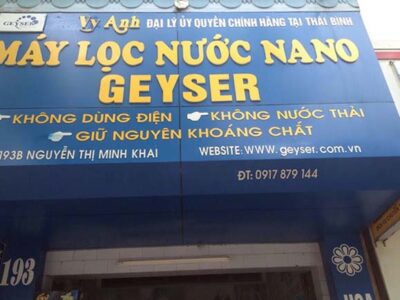 GEYSER
Vy Anh ĐẠI LÝ ỦY QUYỀN CHÍNH HÃNG TẠI THÁI BÌNH
MÁY LỌC NƯỚC NANO
GEYSER
KHÔNG DÙNG ĐIỆN KHÔNG NƯỚC THẢI
GIỮ NGUYÊN KHOÁNG CHẤT
193B NGUYỄN THỊ MINH KHAI WEBSITE: WWW.geyser.com.vn
ĐT: 0917 879 144
193